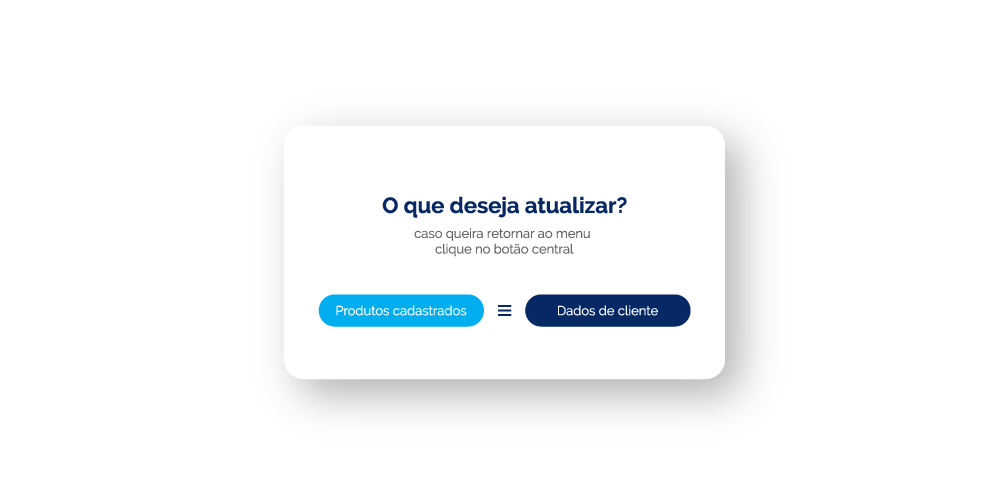 O que deseja atualizar?
caso queira retornar ao menu
clique no botão central
Produtos cadastrados
Dados de cliente